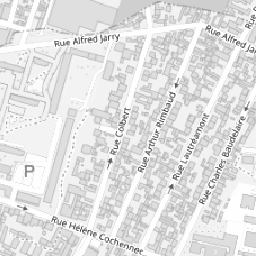 Rue Alfred Jarry
Rue Alfred Jarry
Rue Colbert
Rue Arthur Rimbaud
Rue Lautréamont
Rue Charles Baudelaire
P
Rue Hélène Cochennec